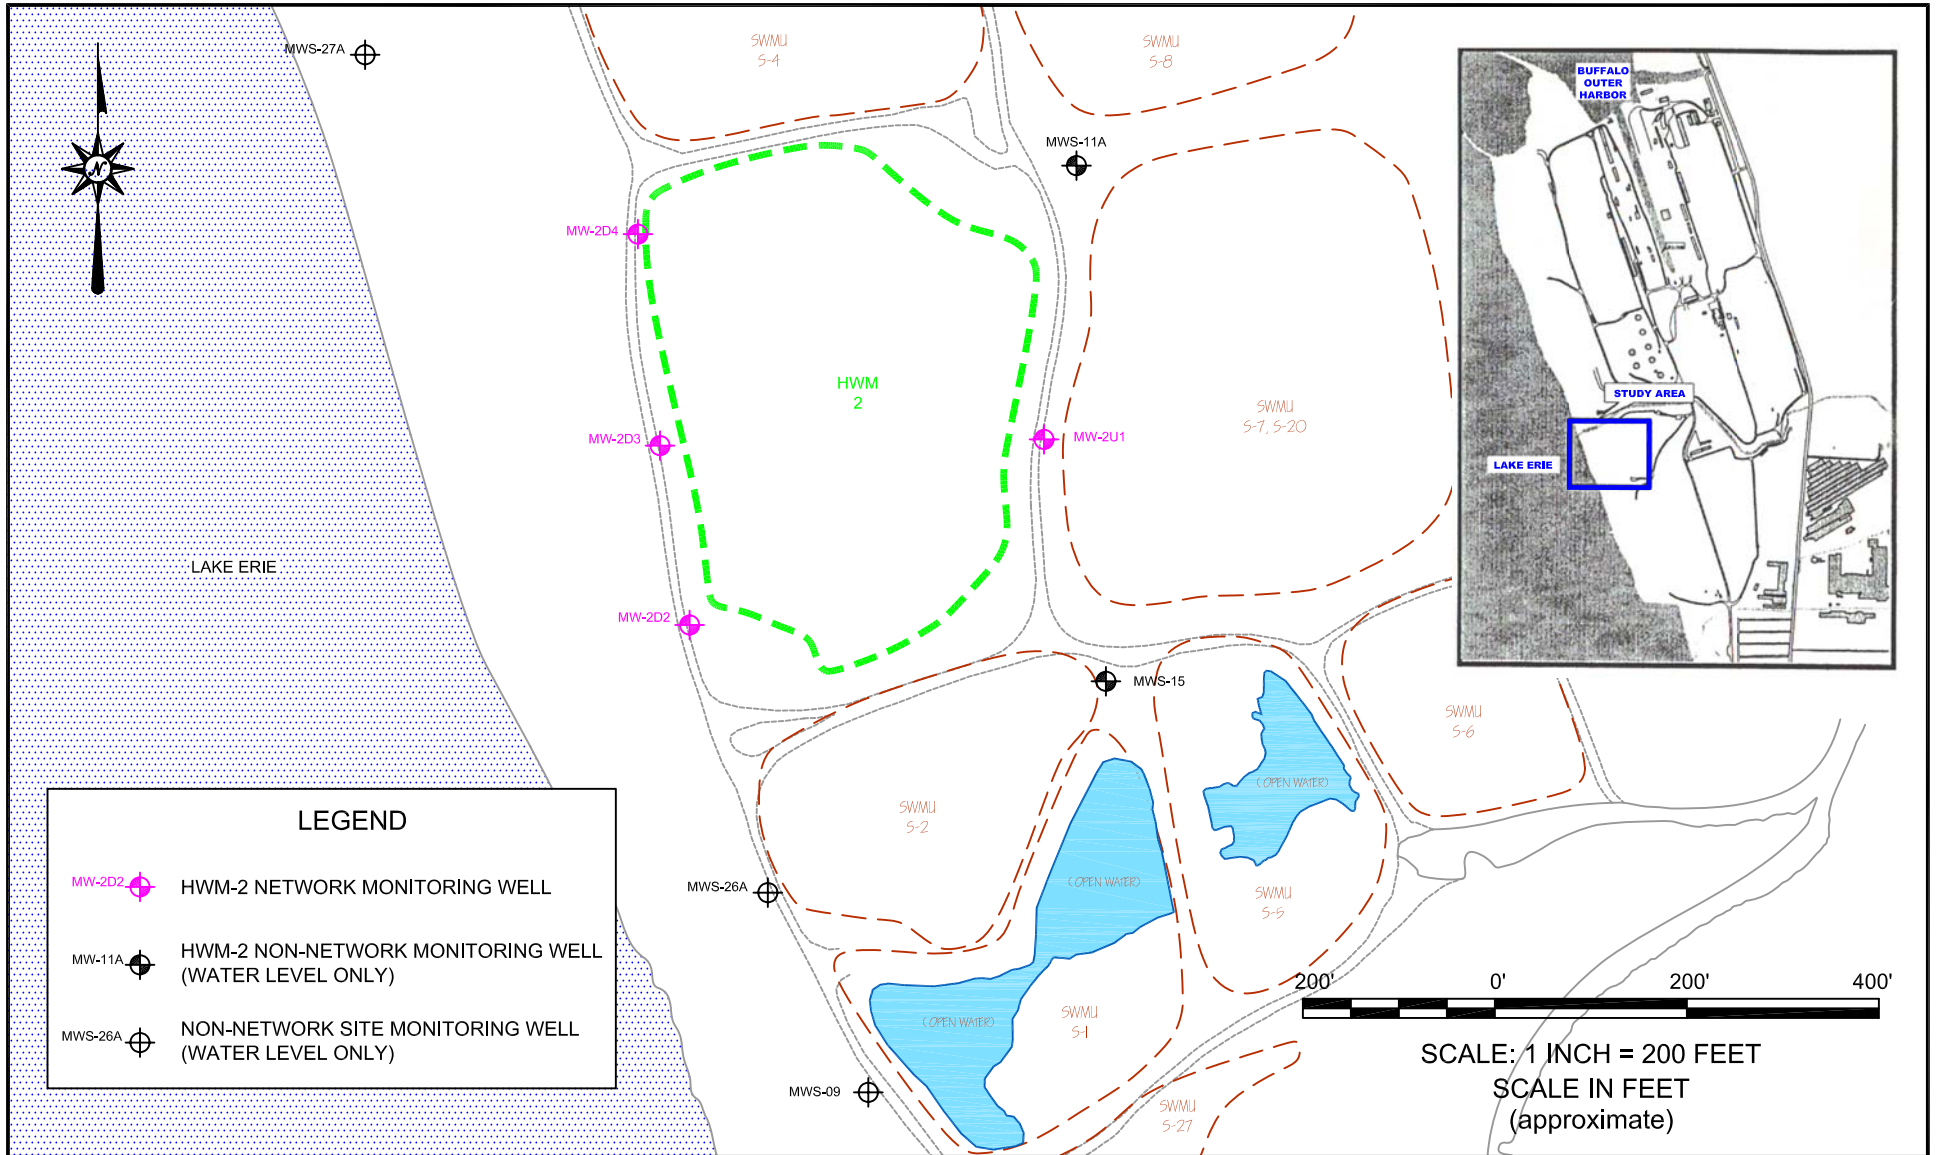 MWS-27A
SWMU
S-4
SWMU
S-8
BUFFALO
OUTER
HARBOR
N
MWS-11A
MW-2D4
HWM
2
SWMU
S-7, S-20
STUDY AREA
MW-2D3
MW-2U1
LAKE ERIE
LAKE ERIE
MW-2D2
MWS-15
SWMU
S-6
(OPEN WATER)
SWMU
S-2
LEGEND
MW-2D2
HWM-2 NETWORK MONITORING WELL
MW-11A
HWM-2 NON-NETWORK MONITORING WELL
(WATER LEVEL ONLY)
MWS-26A
NON-NETWORK SITE MONITORING WELL
(WATER LEVEL ONLY)
MWS-26A
(OPEN WATER)
SWMU
S-5
(OPEN WATER)
SWMU
S-1
MWS-09
SWMU
S-27
200' 0' 200' 400'
SCALE: 1 INCH = 200 FEET
SCALE IN FEET
(approximate)